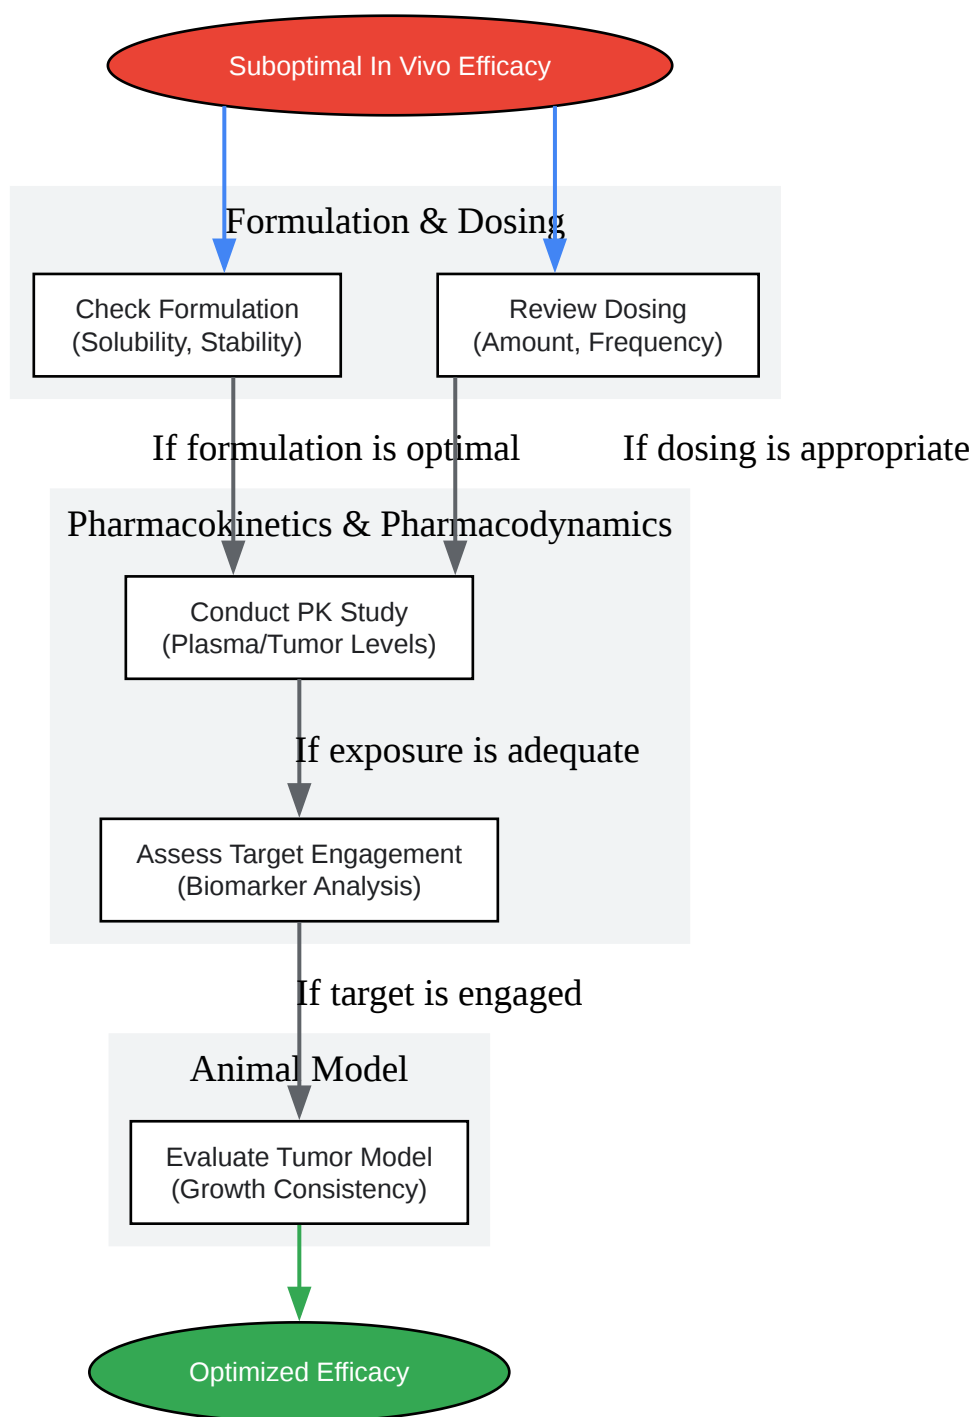 Suboptimal In Vivo Efficacy
Formulation & Dosing
Check Formulation
(Solubility, Stability)
Review Dosing
(Amount, Frequency)
If formulation is optimal
If dosing is appropriate
Pharmacokinetics & Pharmacodynamics
Conduct PK Study
(Plasma/Tumor Levels)
If exposure is adequate
Assess Target Engagement
(Biomarker Analysis)
If target is engaged
Animal Model
Evaluate Tumor Model
(Growth Consistency)
Optimized Efficacy